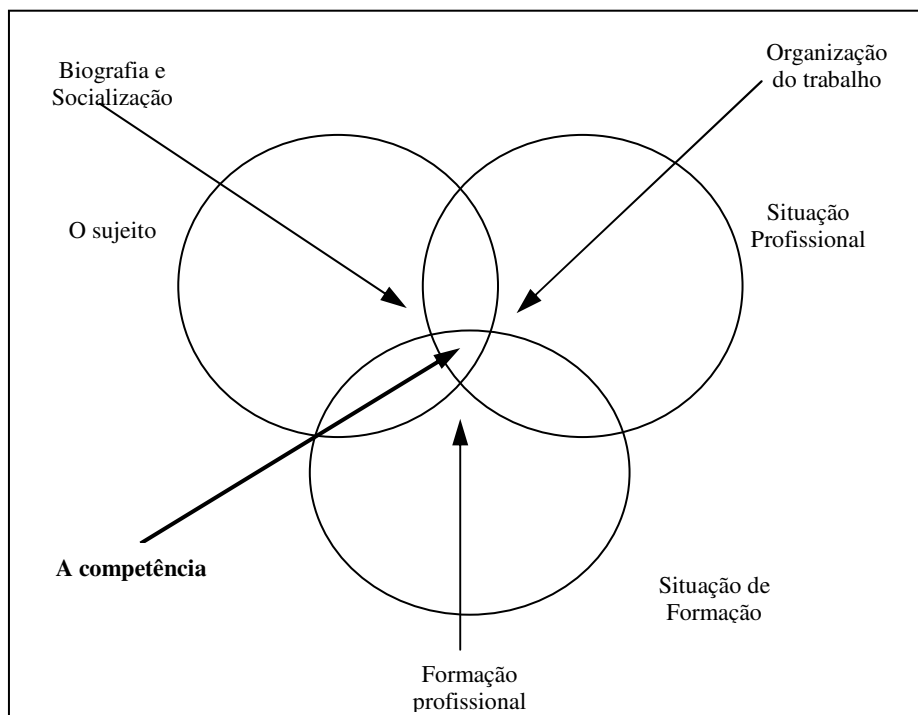 Biografia e
Socialização
Organização
do trabalho
O sujeito
Situação
Profissional
A competência
Situação de
Formação
Formação
profissional